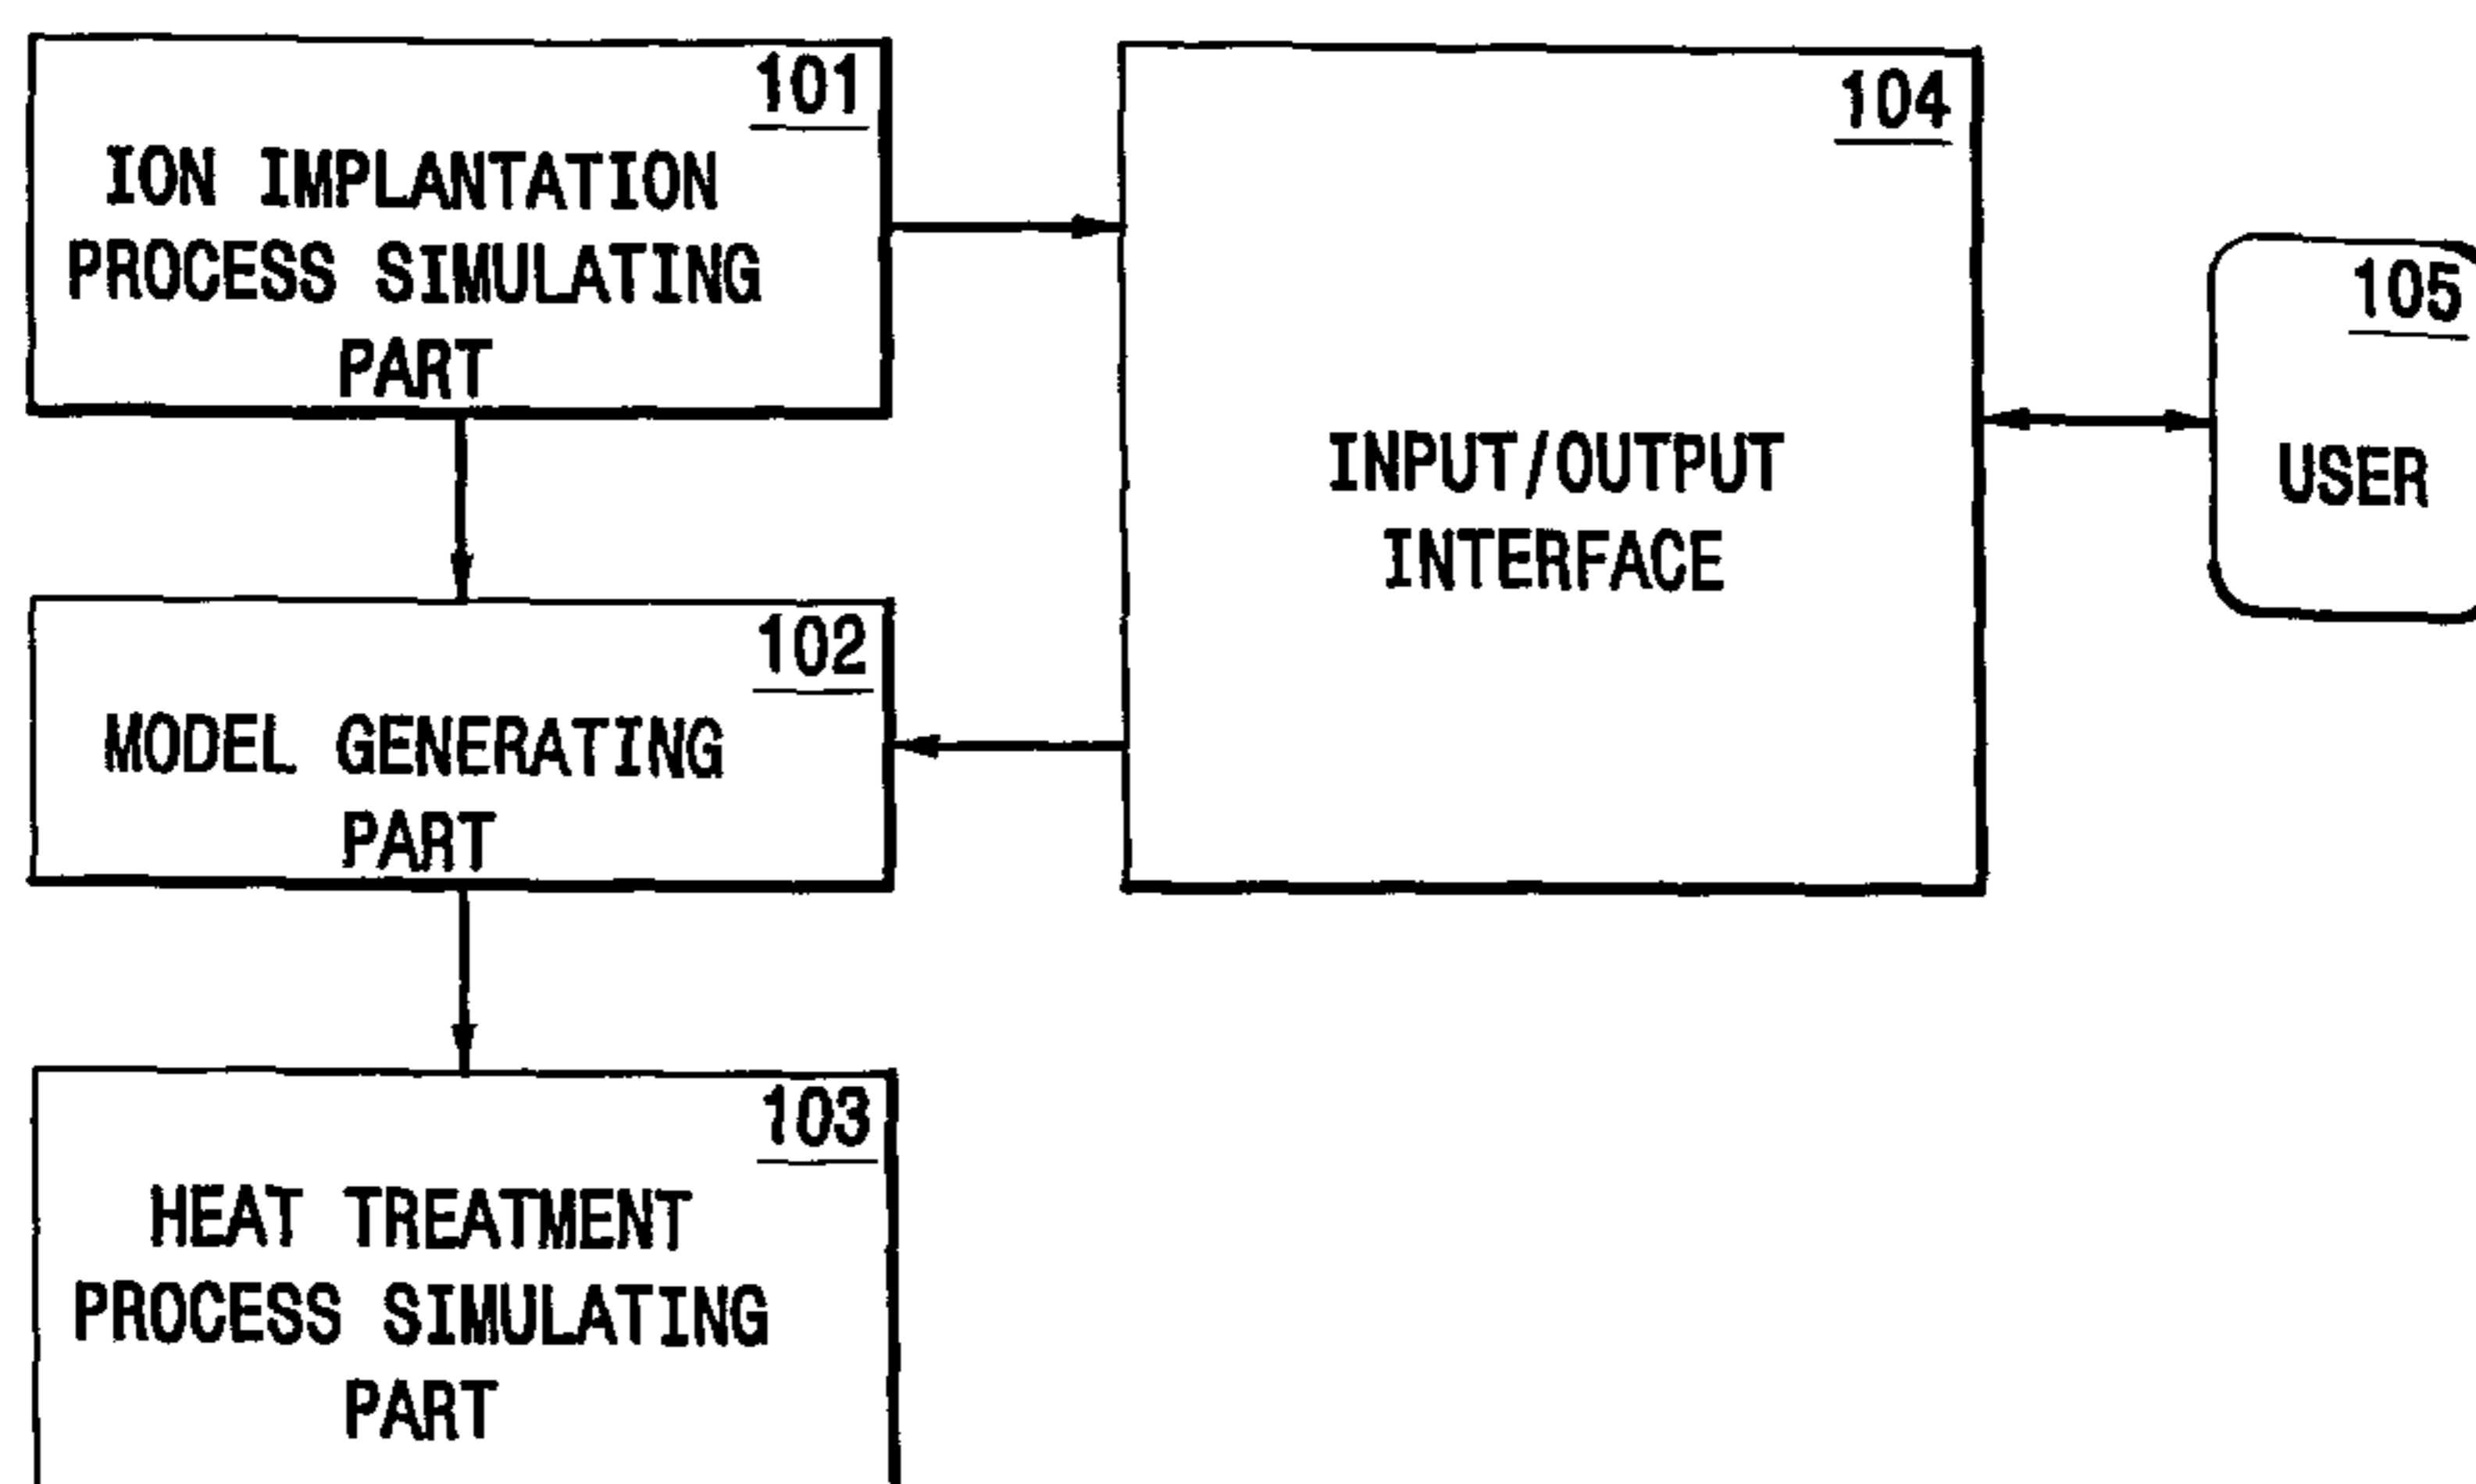 101
ION IMPLANTATION
PROCESS SIMULATING
PART
102
MODEL GENERATING
PART
103
HEAT TREATMENT
PROCESS SIMULATING
PART
104
INPUT/OUTPUT
INTERFACE
105
USER